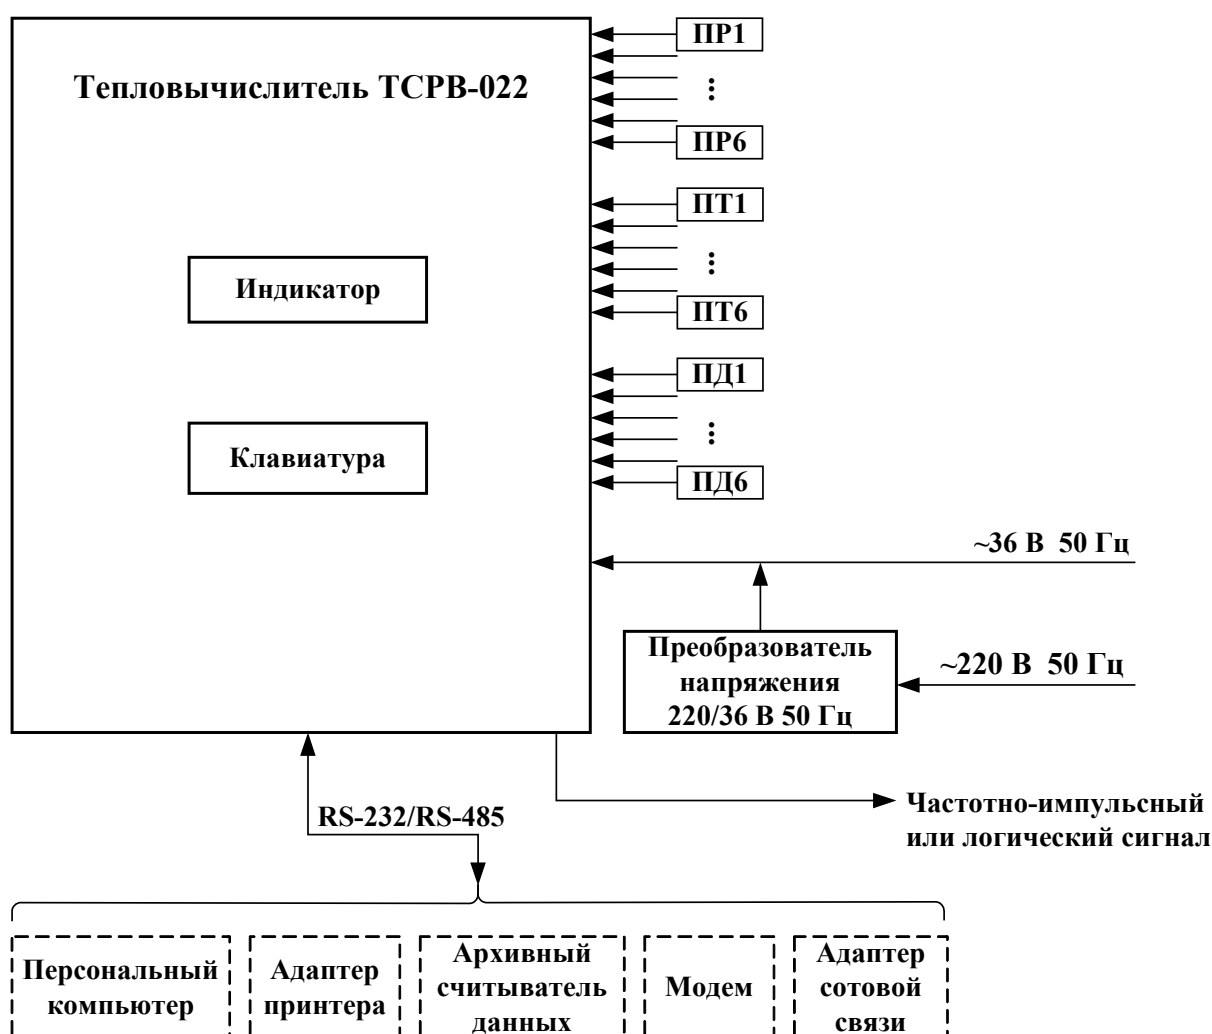 Тепловычислитель ТСРВ-022
ПР1
ПР6
ПТ1
ПТ6
ПД1
ПД6
Индикатор
Клавиатура
~36 В 50 Гц
Преобразователь
напряжения
220/36 В 50 Гц
~220 В 50 Гц
RS-232/RS-485
Частотно-импульсный
или логический сигнал
Персональный
компьютер
Адаптер
принтера
Архивный
считыватель
данных
Модем
Адаптер
сотовой
связи